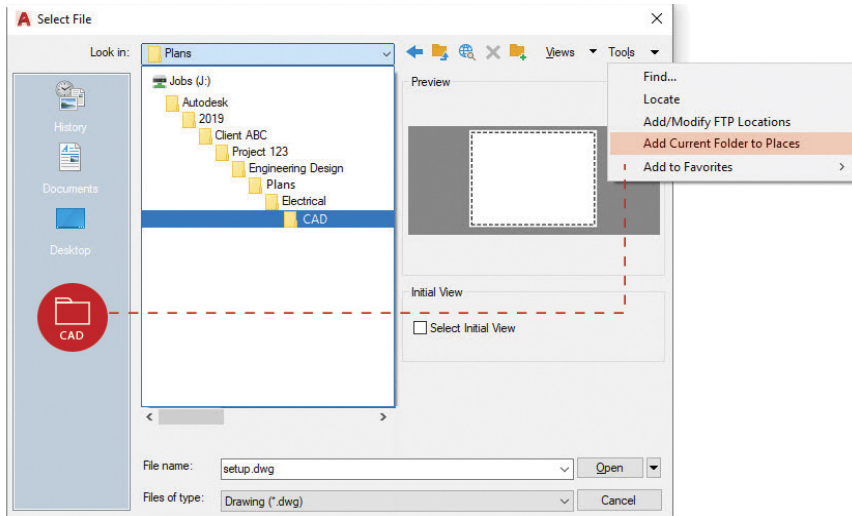 A Select File
Look in:
Plans
Views
Tools
Jobs (J:)
Autodesk
2019
Client ABC
Project 123
Engineering Design
Plans
Electrical
CAD
History
Documents
Desktop
CAD
Preview
Find...
Locate
Add/Modify FTP Locations
Add Current Folder to Places
Add to Favorites
Initial View
Select Initial View
File name:
setup.dwg
Open
Files of type:
Drawing (*.dwg)
Cancel